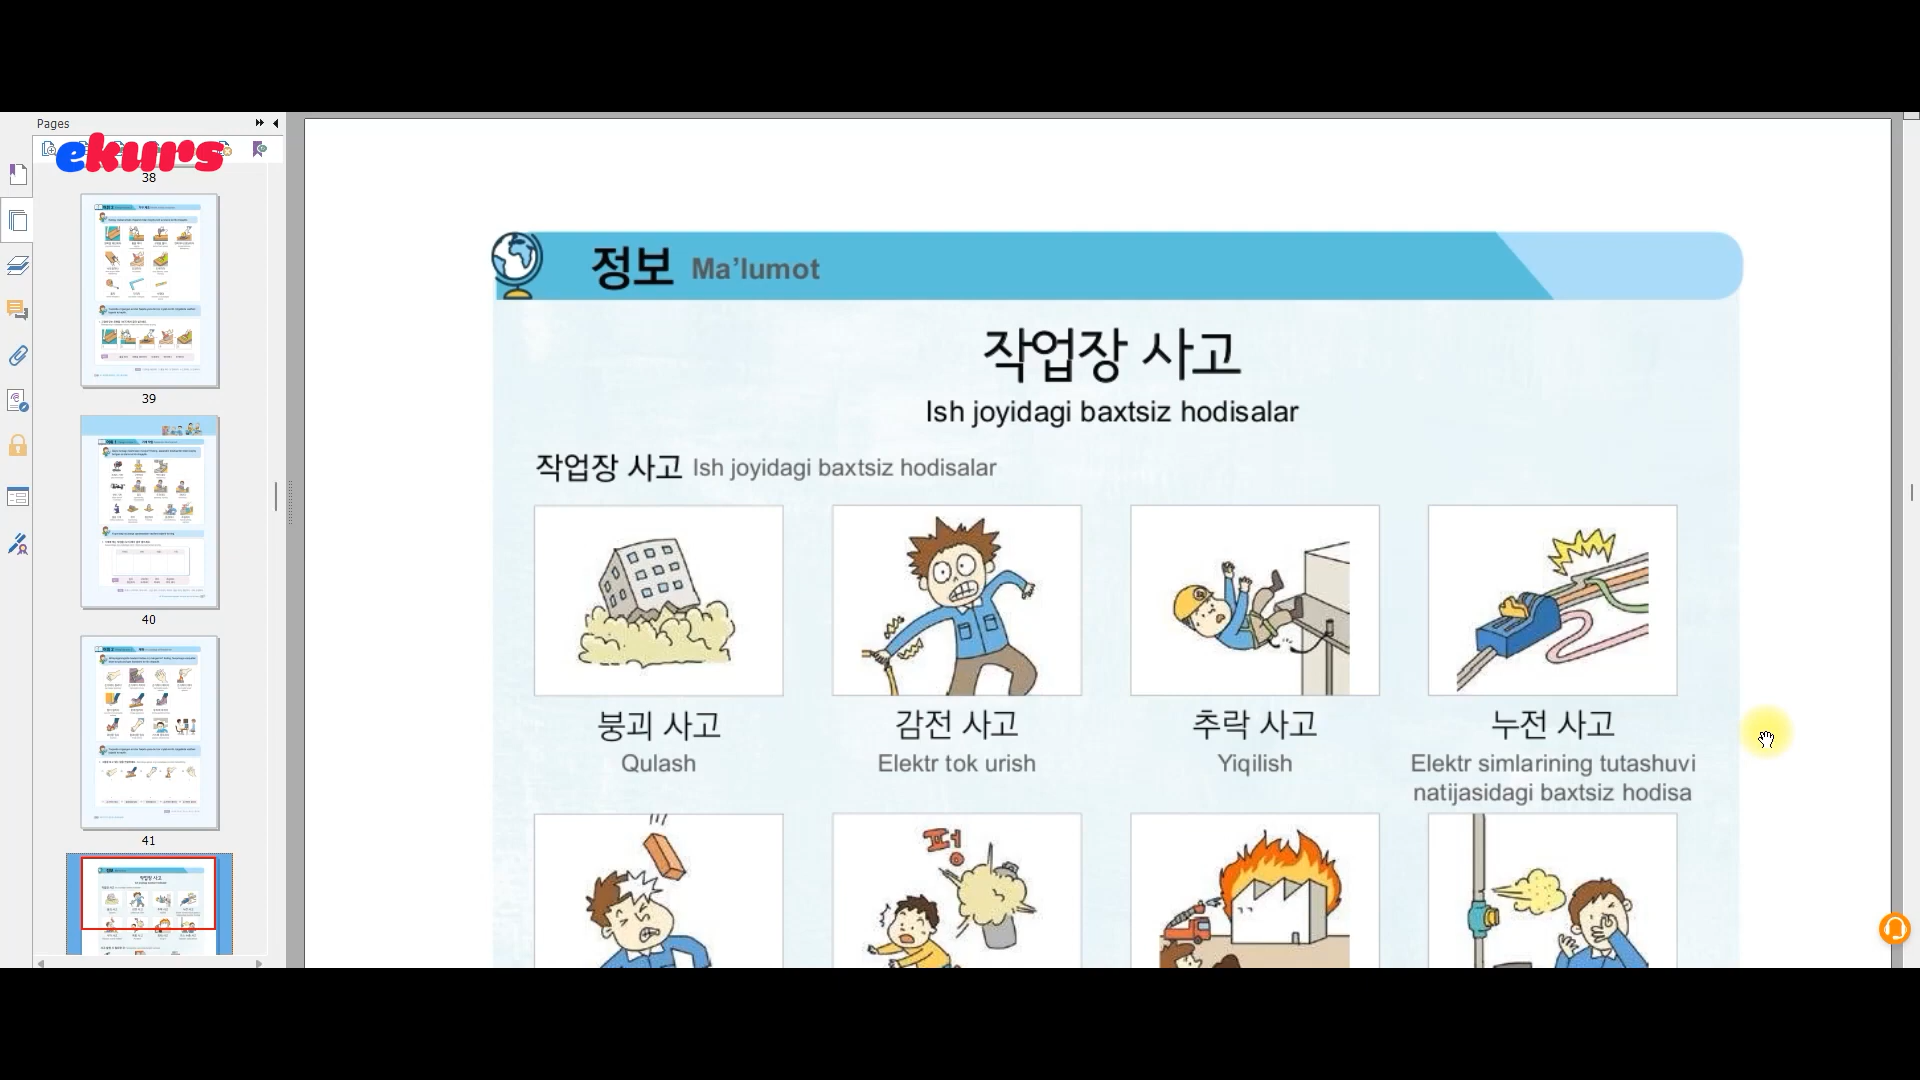 Pages
ekurs
38
39
40
41
정보 Ma’lumot
작업장 사고
Ish joyidagi baxtsiz hodisalar
작업장 사고 Ish joyidagi baxtsiz hodisalar
붕괴 사고
Qulash
감전 사고
Elektr tok urish
추락 사고
Yiqilish
누전 사고
Elektr simlarining tutashuvi
natijasidagi baxtsiz hodisa
펑